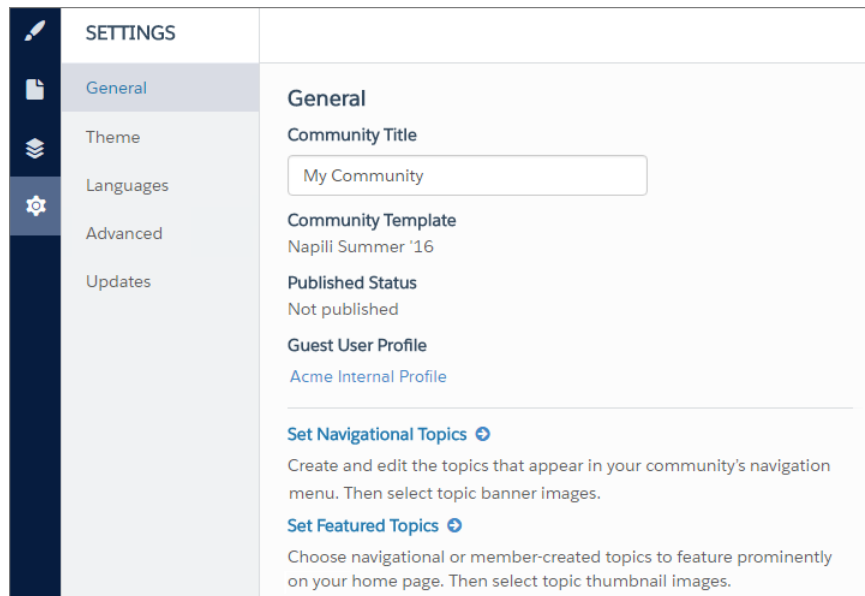 SETTINGS
General
Theme
Languages
Advanced
Updates
General
Community Title
My Community
Community Template
Napili Summer '16
Published Status
Not published
Guest User Profile
Acme Internal Profile
Set Navigational Topics
Create and edit the topics that appear in your community's navigation
menu. Then select topic banner images.
Set Featured Topics
Choose navigational or member-created topics to feature prominently
on your home page. Then select topic thumbnail images.